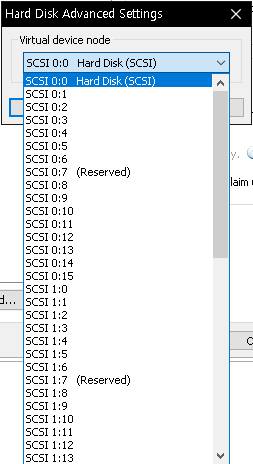 Hard Disk Advanced Settings
Virtual device node
SCSI 0:0 Hard Disk (SCSI)
SCSI 0:0 Hard Disk (SCSI)
SCSI 0:1
SCSI 0:2
SCSI 0:3
SCSI 0:4
SCSI 0:5
SCSI 0:6
SCSI 0:7 (Reserved)
y.
SCSI 0:8
laim
SCSI 0:9
SCSI 0:10
SCSI 0:11
SCSI 0:12
SCSI 0:13
SCSI 0:14
SCSI 0:15
SCSI 1:0
d...
SCSI 1:1
SCSI 1:2
SCSI 1:3
SCSI 1:4
SCSI 1:5
SCSI 1:6
SCSI 1:7 (Reserved)
SCSI 1:8
SCSI 1:9
SCSI 1:10
SCSI 1:11
SCSI 1:12
SCSI 1:13